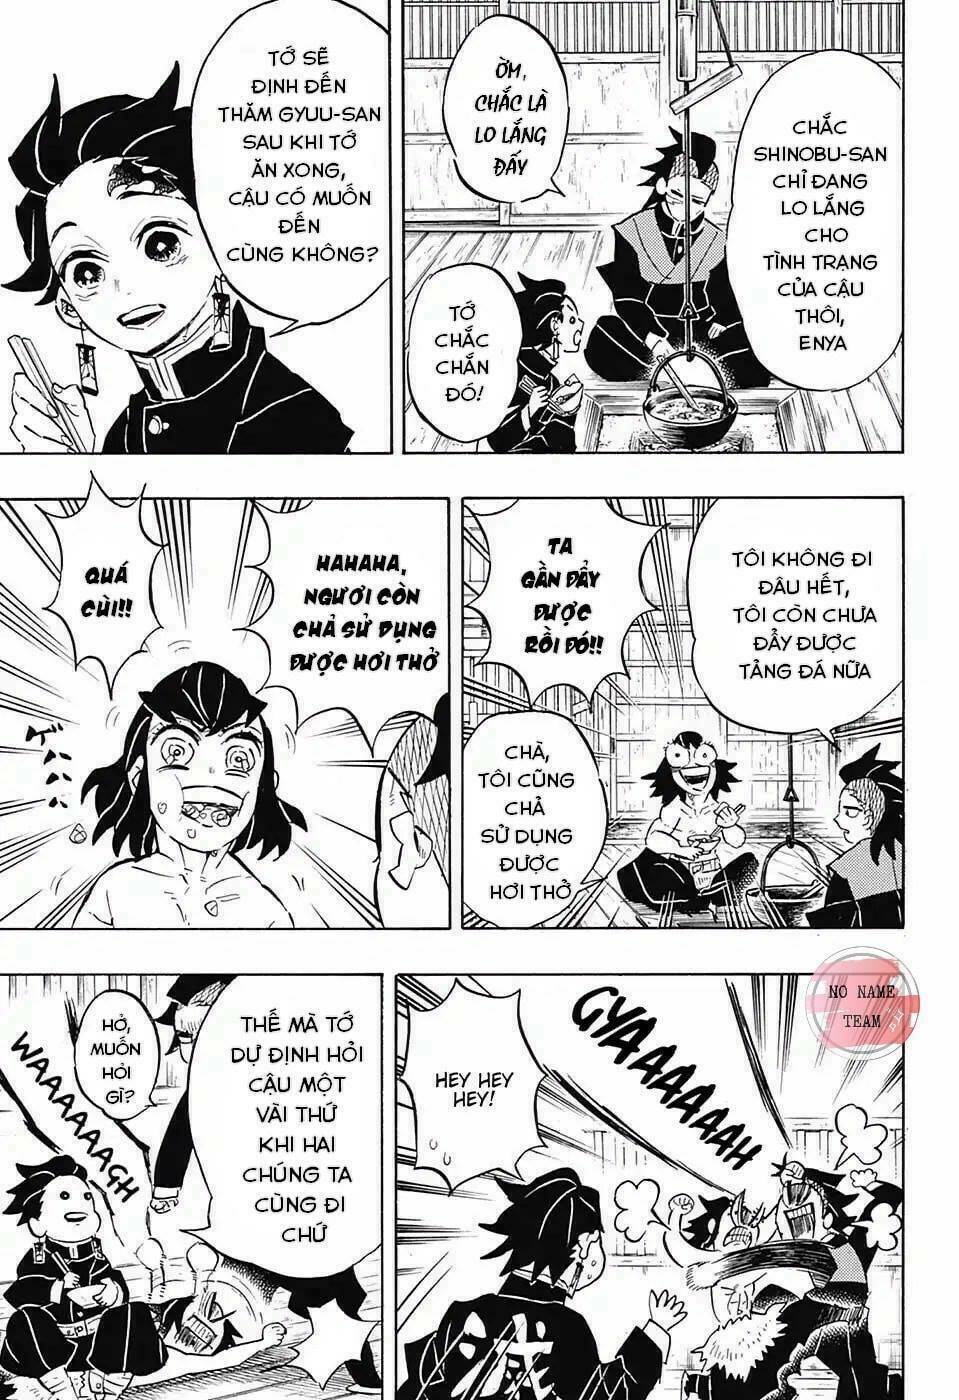 CHẮC
SHINOBU-SAN
CHỈ ĐANG
LO LẮNG
CHO
TÌNH TRẠNG
CỦA CẬU
THÔI,
ENYA
ỜM,
CHẮC LÀ
LO LẮNG
ĐẤY
TỚ
CHẮC
CHẮN
ĐÓ!
TỚ SẼ
ĐỊNH ĐẾN
THĂM GYUU-SAN
SAU KHI TỚ
ĂN XONG,
CẬU CÓ MUỐN
ĐẾN
CÙNG KHÔNG?
TÔI KHÔNG ĐI
ĐÂU HẾT,
TÔI CÒN CHƯA
ĐẨY ĐƯỢC
TẢNG ĐÁ NỮA
TA
GẦN ĐẨY
ĐƯỢC
RỒI ĐÓ!!
CHÀ,
TÔI CŨNG
CHẢ
SỬ DỤNG
ĐƯỢC
HƠI THỞ
HAHAHA,
NGƯƠI CÒN
CHẢ SỬ DỤNG
ĐƯỢC HƠI THỞ
QUÁ
CÙI!!
NO NAME
TEAM
GYAAAAAAH
HEY HEY
HEY!
滅
THẾ MÀ TỚ
DỰ ĐỊNH HỎI
CẬU MỘT
VÀI THỨ
KHI HAI
CHÚNG TA
CÙNG ĐI
CHỨ
HỞ,
MUỐN
HỎI
GÌ?
WAAAAAAGH